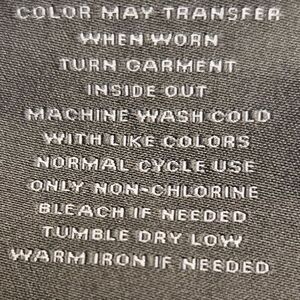 COLOR MAY TRANSFER
WHEN WORN
TURN GARMENT
INSIDE OUT
MACHINE WASH COLD
WITH LIKE COLORS
NORMAL CYCLE USE
ONLY NON-CHLORINE
BLEACH IF NEEDED
TUMBLE DRY LOW
WARM IRON IF NEEDED